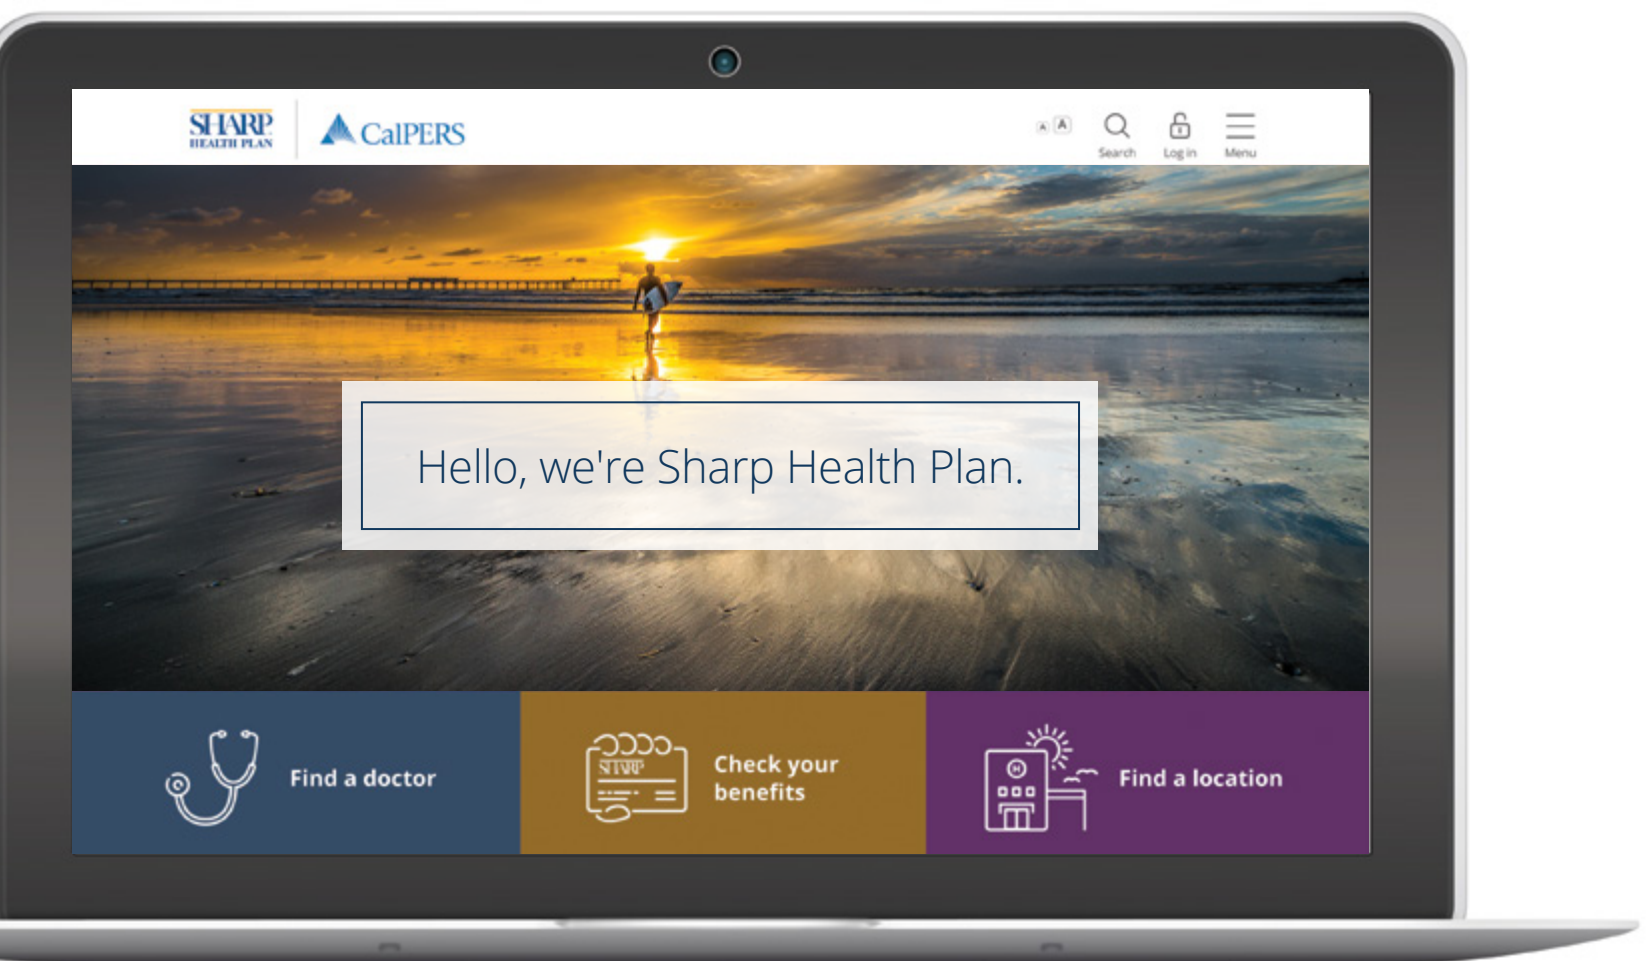 SHARP
HEALTH PLAN
CalPERS
A A
Search
Log in
Menu
Hello, we're Sharp Health Plan.
Find a doctor
SHARP
Check your
benefits
H
Find a location